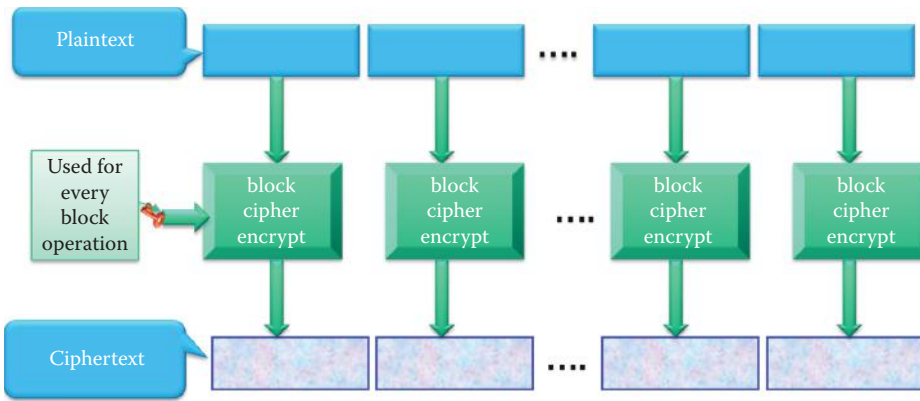 Plaintext
....
Used for
every
block
operation
block
cipher
encrypt
block
cipher
encrypt
....
block
cipher
encrypt
block
cipher
encrypt
Ciphertext
....